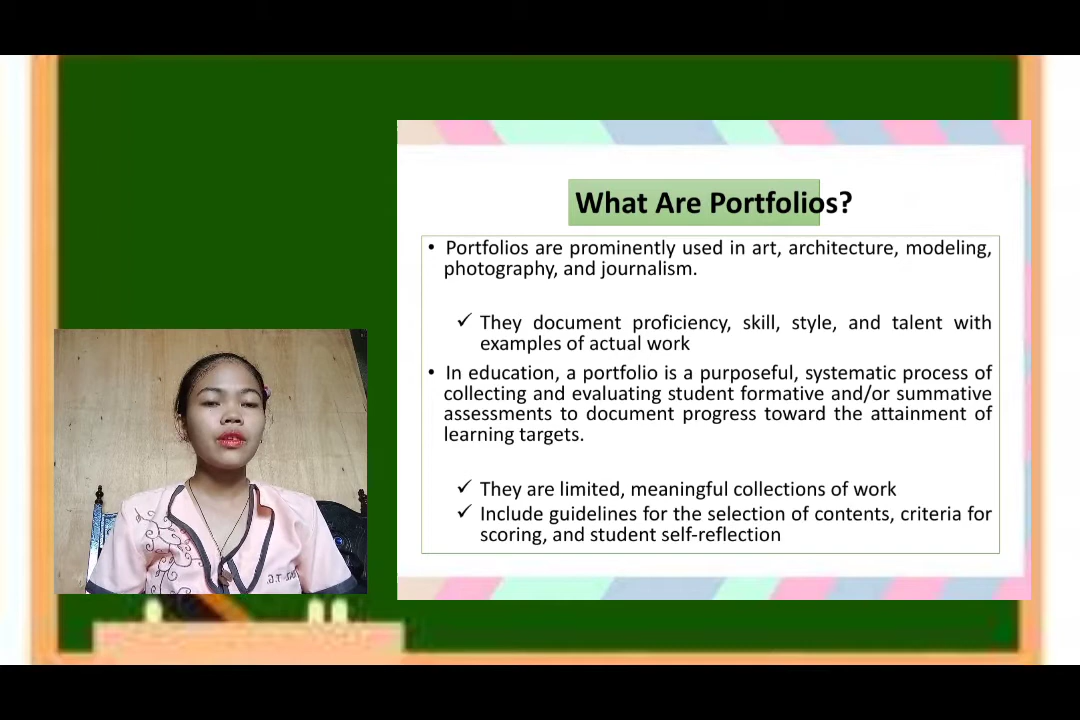 What Are Portfolios?
• Portfolios are prominently used in art, architecture, modeling,
photography, and journalism.
✓ They document proficiency, skill, style, and talent with
examples of actual work
• In education, a portfolio is a purposeful, systematic process of
collecting and evaluating student formative and/or summative
assessments to document progress toward the attainment of
learning targets.
✓ They are limited, meaningful collections of work
✓ Include guidelines for the selection of contents, criteria for
scoring, and student self-reflection